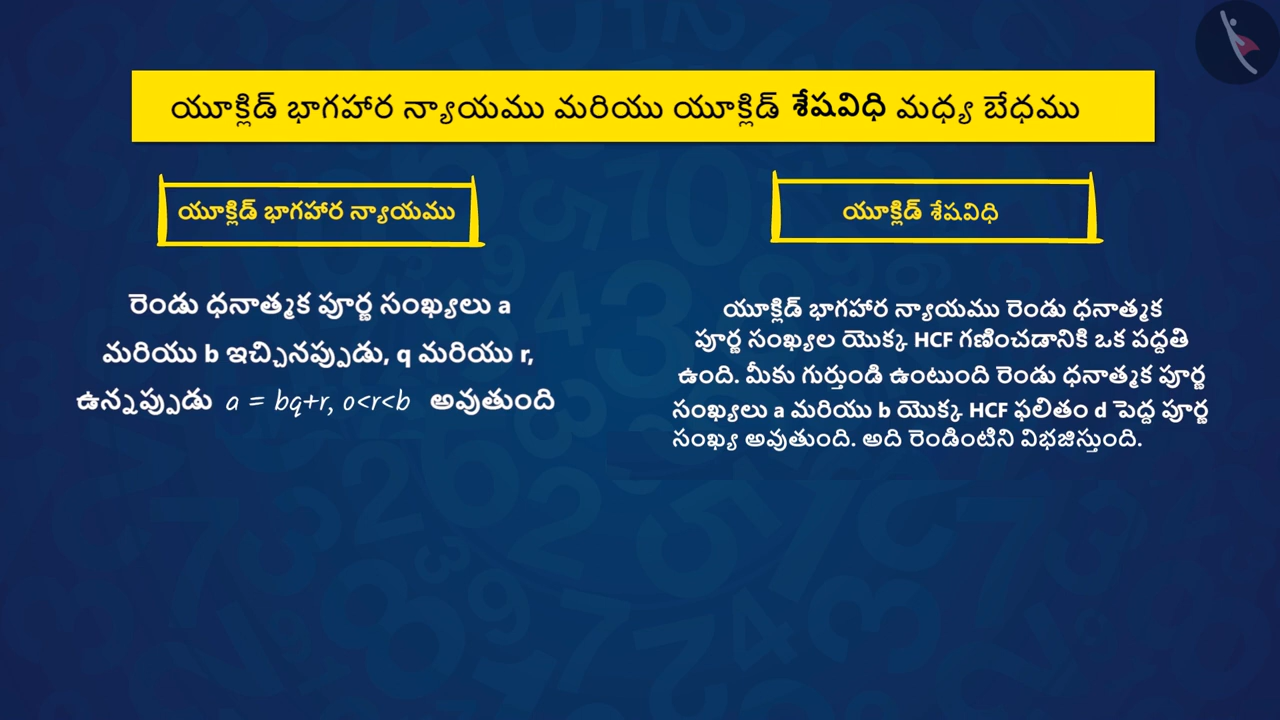 యూక్లిడ్ భాగహార న్యాయము మరియు యూక్లిడ్ శేషవిధి మధ్య బేధము
యూక్లిడ్ భాగహార న్యాయము
యూక్లిడ్ శేషవిధి
రెండు ధనాత్మక పూర్ణ సంఖ్యలు a
మరియు b ఇచ్చినప్పుడు, q మరియు r,
ఉన్నప్పుడు a = bq+r, o<r<b అవుతుంది
యూక్లిడ్ భాగహార న్యాయము రెండు ధనాత్మక
పూర్ణ సంఖ్యల యొక్క HCF గణించడానికి ఒక పద్దతి
ఉంది. మీకు గుర్తుండి ఉంటుంది రెండు ధనాత్మక పూర్ణ
సంఖ్యలు a మరియు b యొక్క HCF ఫలితం d పెద్ద పూర్ణ
సంఖ్య అవుతుంది. అది రెండింటిని విభజిస్తుంది.